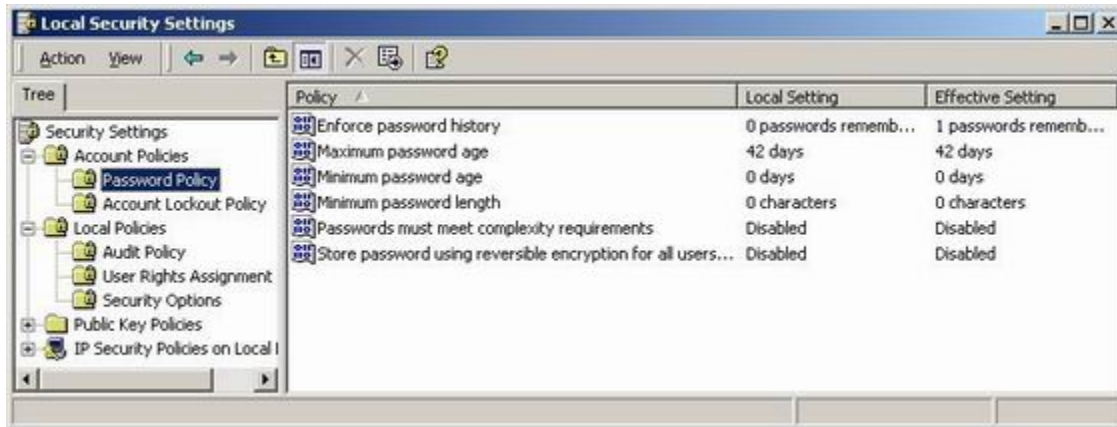 Local Security Settings
Action View
Tree
Policy Local Setting Effective Setting
Security Settings
Account Policies
Password Policy
Account Lockout Policy
Local Policies
Audit Policy
User Rights Assignment
Security Options
Public Key Policies
IP Security Policies on Local
Enforce password history 0 passwords rememb... 1 passwords rememb...
Maximum password age 42 days 42 days
Minimum password age 0 days 0 days
Minimum password length 0 characters 0 characters
Passwords must meet complexity requirements Disabled Disabled
Store password using reversible encryption for all users... Disabled Disabled